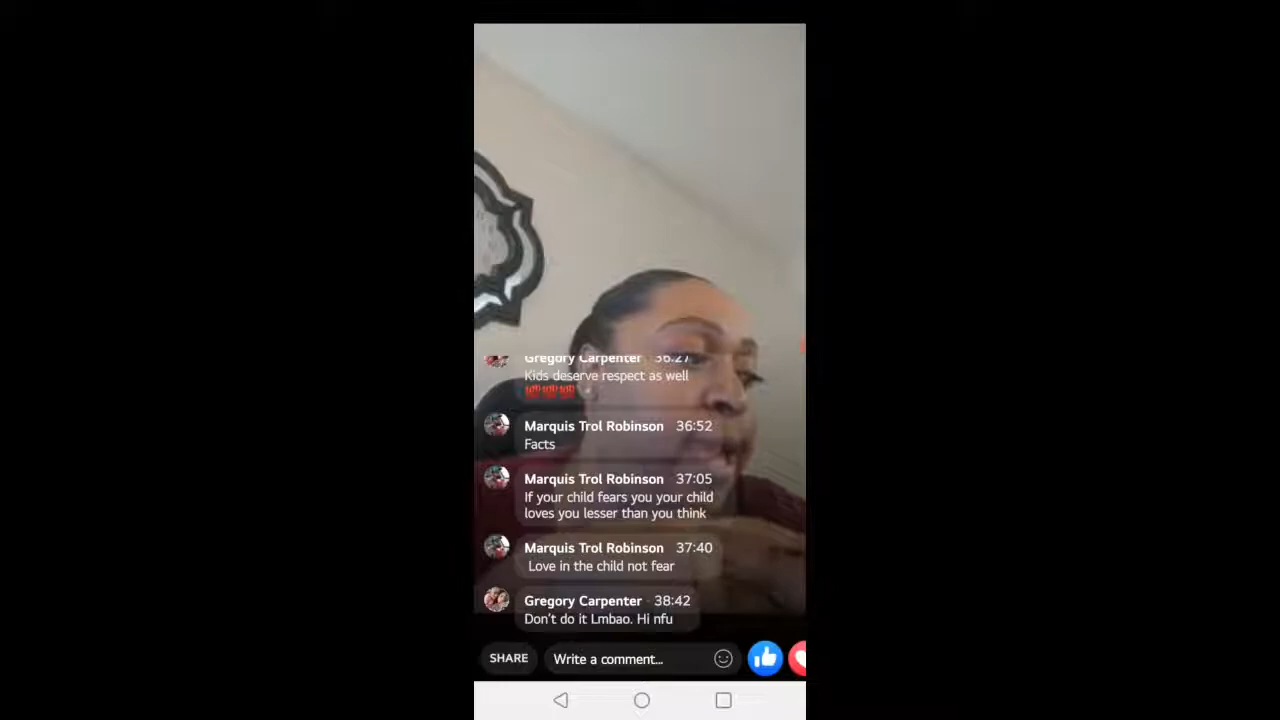 Gregory Carpenter 36:27
Kids deserve respect as well
💯💯💯
Marquis Trol Robinson 36:52
Facts
Marquis Trol Robinson 37:05
If your child fears you your child
loves you lesser than you think
Marquis Trol Robinson 37:40
Love in the child not fear
Gregory Carpenter 38:42
Don't do it Lmbao. Hi nfu
SHARE Write a comment...